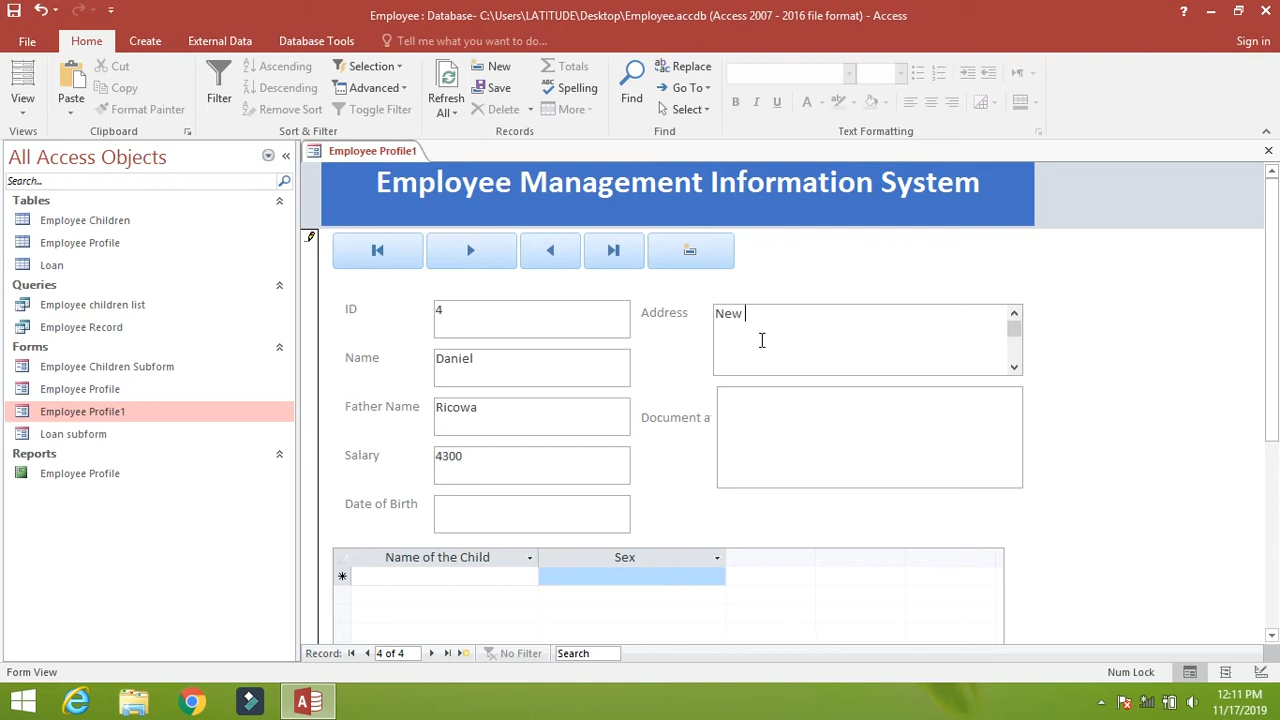 Employee : Database- C:\Users\LATITUDE\Desktop\Employee.accdb (Access 2007 - 2016 file format) - Access
?
File Home Create External Data Database Tools Tell me what you want to do... Sign in
View
Views
Paste
Cut
Copy
Format Painter
Clipboard
Filter
Ascending
Descending
Remove Sort
Selection
Advanced
Toggle Filter
Sort & Filter
Refresh
All
New
Save
Delete
Totals
Spelling
More
Records
Find
Replace
Go To
Select
Find
B I U A
Text Formatting
All Access Objects
Search...
Tables
Employee Children
Employee Profile
Loan
Queries
Employee children list
Employee Record
Forms
Employee Children Subform
Employee Profile
Employee Profile1
Loan subform
Reports
Employee Profile
Employee Profile1
Employee Management Information System
ID 4
Name Daniel
Father Name Ricowa
Salary 4300
Date of Birth
Address New
Document a
Name of the Child Sex
Record: 4 of 4 No Filter Search
Form View Num Lock
12:11 PM
11/17/2019